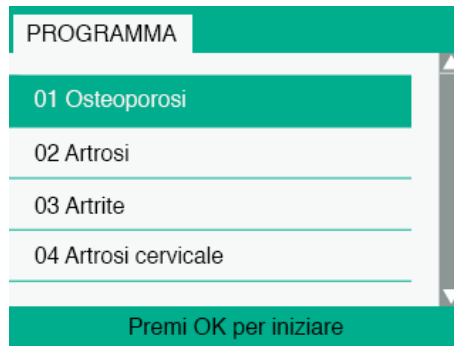 PROGRAMMA
01 Osteoporosi
02 Artrosi
03 Artrite
04 Artrosi cervicale
Premi OK per iniziare